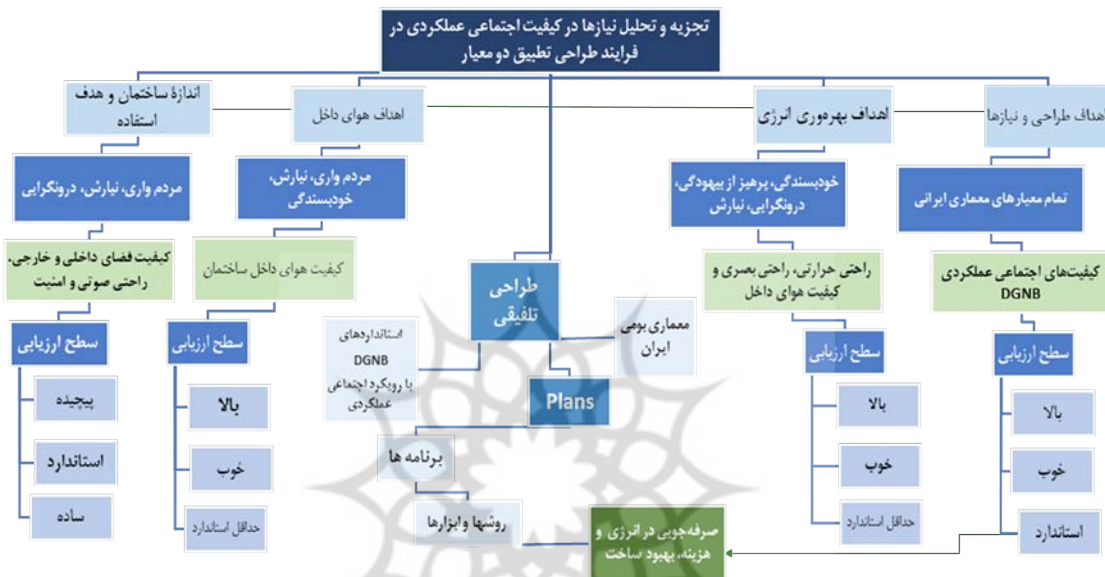 تجزیه و تحلیل نیازها در کیفیت اجتماعی عملکردی در
فرایند طراحی تطبیق دو معیار
اهداف طراحی و نیازها
تمام معیارهای معماری ایرانی
کیفیت‌های اجتماعی عملکردی
DGNB
سطح ارزیابی
بالا
خوب
استاندارد
اهداف بهره‌وری انرژی
خودبسندگی، پرهیز از بیهودگی،
درونگرایی، نیارش
راحتی حرارتی، راحتی بصری و
کیفیت هوای داخل
سطح ارزیابی
بالا
خوب
حداقل استاندارد
طراحی
تلفیقی
معماری بومی
ایران
استانداردهای
DGNB
با رویکرد اجتماعی
عملکردی
Plans
برنامه ها
روشها و ابزارها
صرفه‌جویی در انرژی و
هزینه، بهبود ساخت
اهداف هوای داخل
مردم واری، نیارش،
خودبسندگی
کیفیت هوای داخل ساختمان
سطح ارزیابی
بالا
خوب
حداقل استاندارد
اندازهٔ ساختمان و هدف
استفاده
مردم واری، نیارش، درونگرایی
کیفیت فضای داخلی و خارجی.
راحتی صوتی و امنیت
سطح ارزیابی
پیچیده
استاندارد
ساده